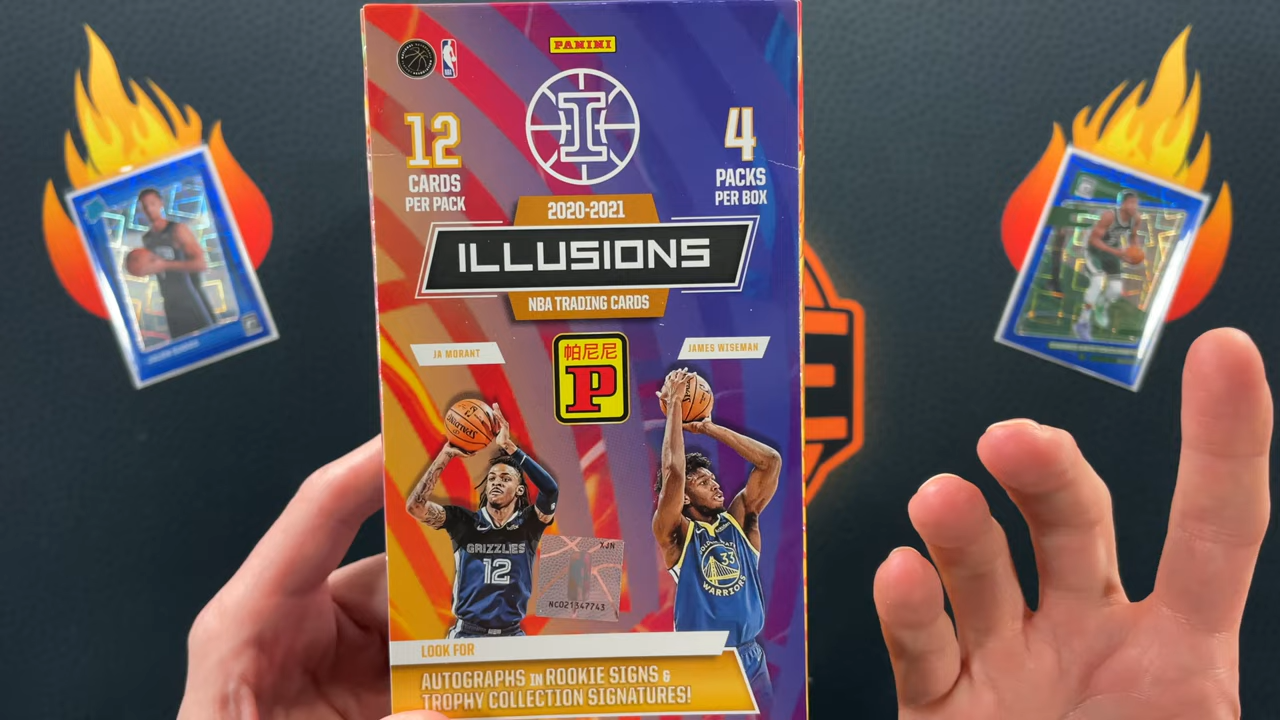 PANINI
12
CARDS
PER PACK
4
PACKS
PER BOX
2020-2021
ILLUSIONS
NBA TRADING CARDS
JA MORANT
JAMES WISEMAN
帕尼尼
P
GRIZZLIES
12
33
WARRIORS
XJN
NC021347743
LOOK FOR
AUTOGRAPHS IN ROOKIE SIGNS &
TROPHY COLLECTION SIGNATURES!